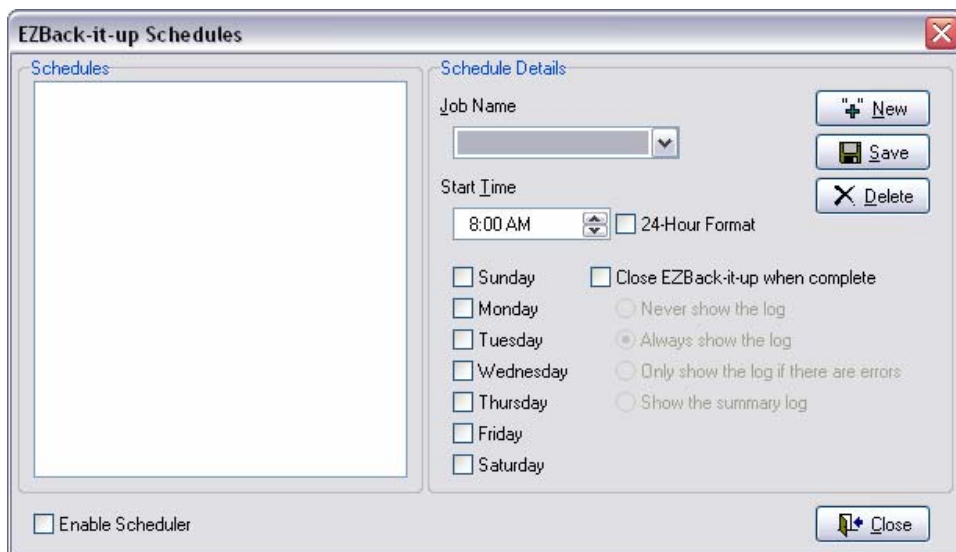 EZBack-it-up Schedules
Schedules
Schedule Details
Job Name
"+" New
Save
Start Time
Delete
8:00 AM
24-Hour Format
Sunday
Close EZBack-it-up when complete
Monday
Never show the log
Tuesday
Always show the log
Wednesday
Only show the log if there are errors
Thursday
Show the summary log
Friday
Saturday
Enable Scheduler
Close